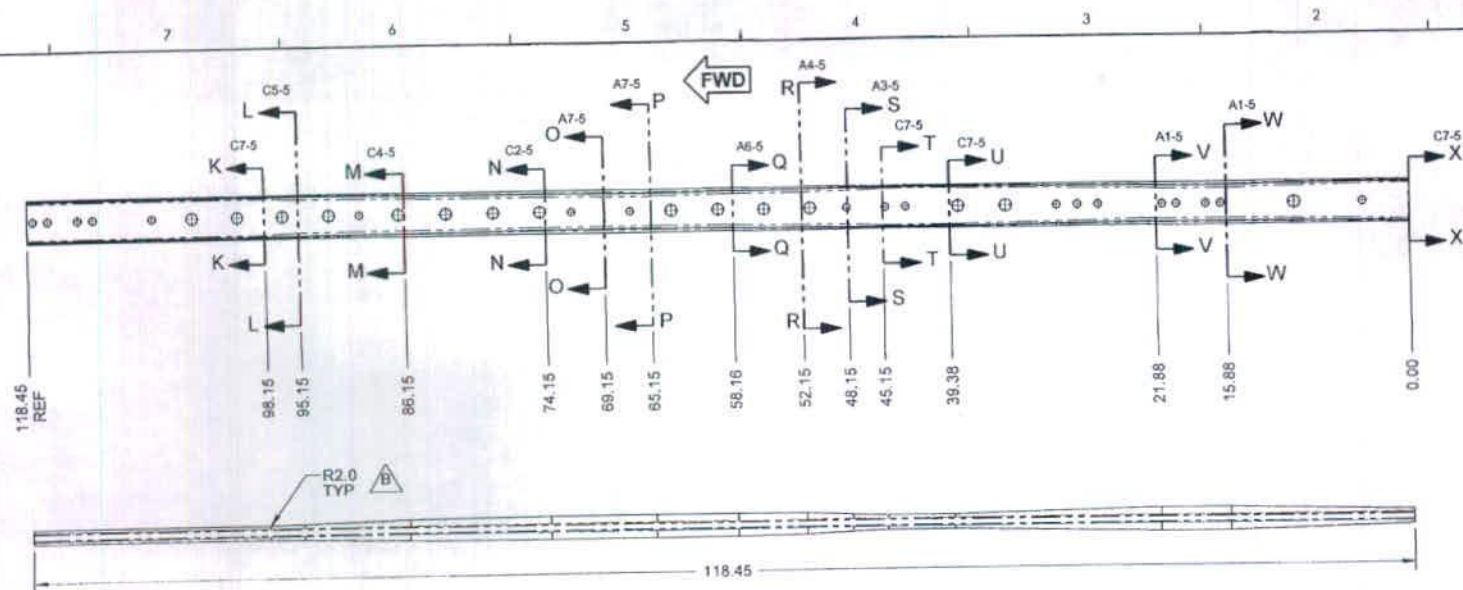 7 6 5 4 3 2
FWD
C7-5 K
L C5-5
M C4-5
N C2-5
O A7-5
A7-5 P
A6-5 Q
R A4-5
A3-5 S
C7-5 T
C7-5 U
A1-5 V
A1-5 W
C7-5 X
K L M N O P Q R S T U V W X
118.45 REF
98.15
95.15
86.15
74.15
69.15
65.15
58.16
52.15
48.15
45.15
39.38
21.88
15.88
0.00
R2.0
TYP
B
118.45